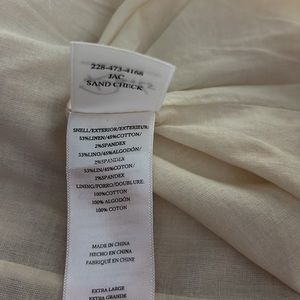 228-473-4168
JAC
SAND CHECK
SHELL/EXTERIOR/EXTERIEUR:
53%LINEN/45%COTTON/
2%SPANDEX
53%LINO/45%ALGODÓN/
2%SPANDEX
53%LIN/45%COTON/
2%SPANDEX
LINING/FORRO/DOUBLURE:
100%COTTON
100% ALGODÓN
100% COTON
MADE IN CHINA
HECHO EN CHINA
FABRIQUÉ EN CHINE
EXTRA LARGE
EXTRA GRANDE